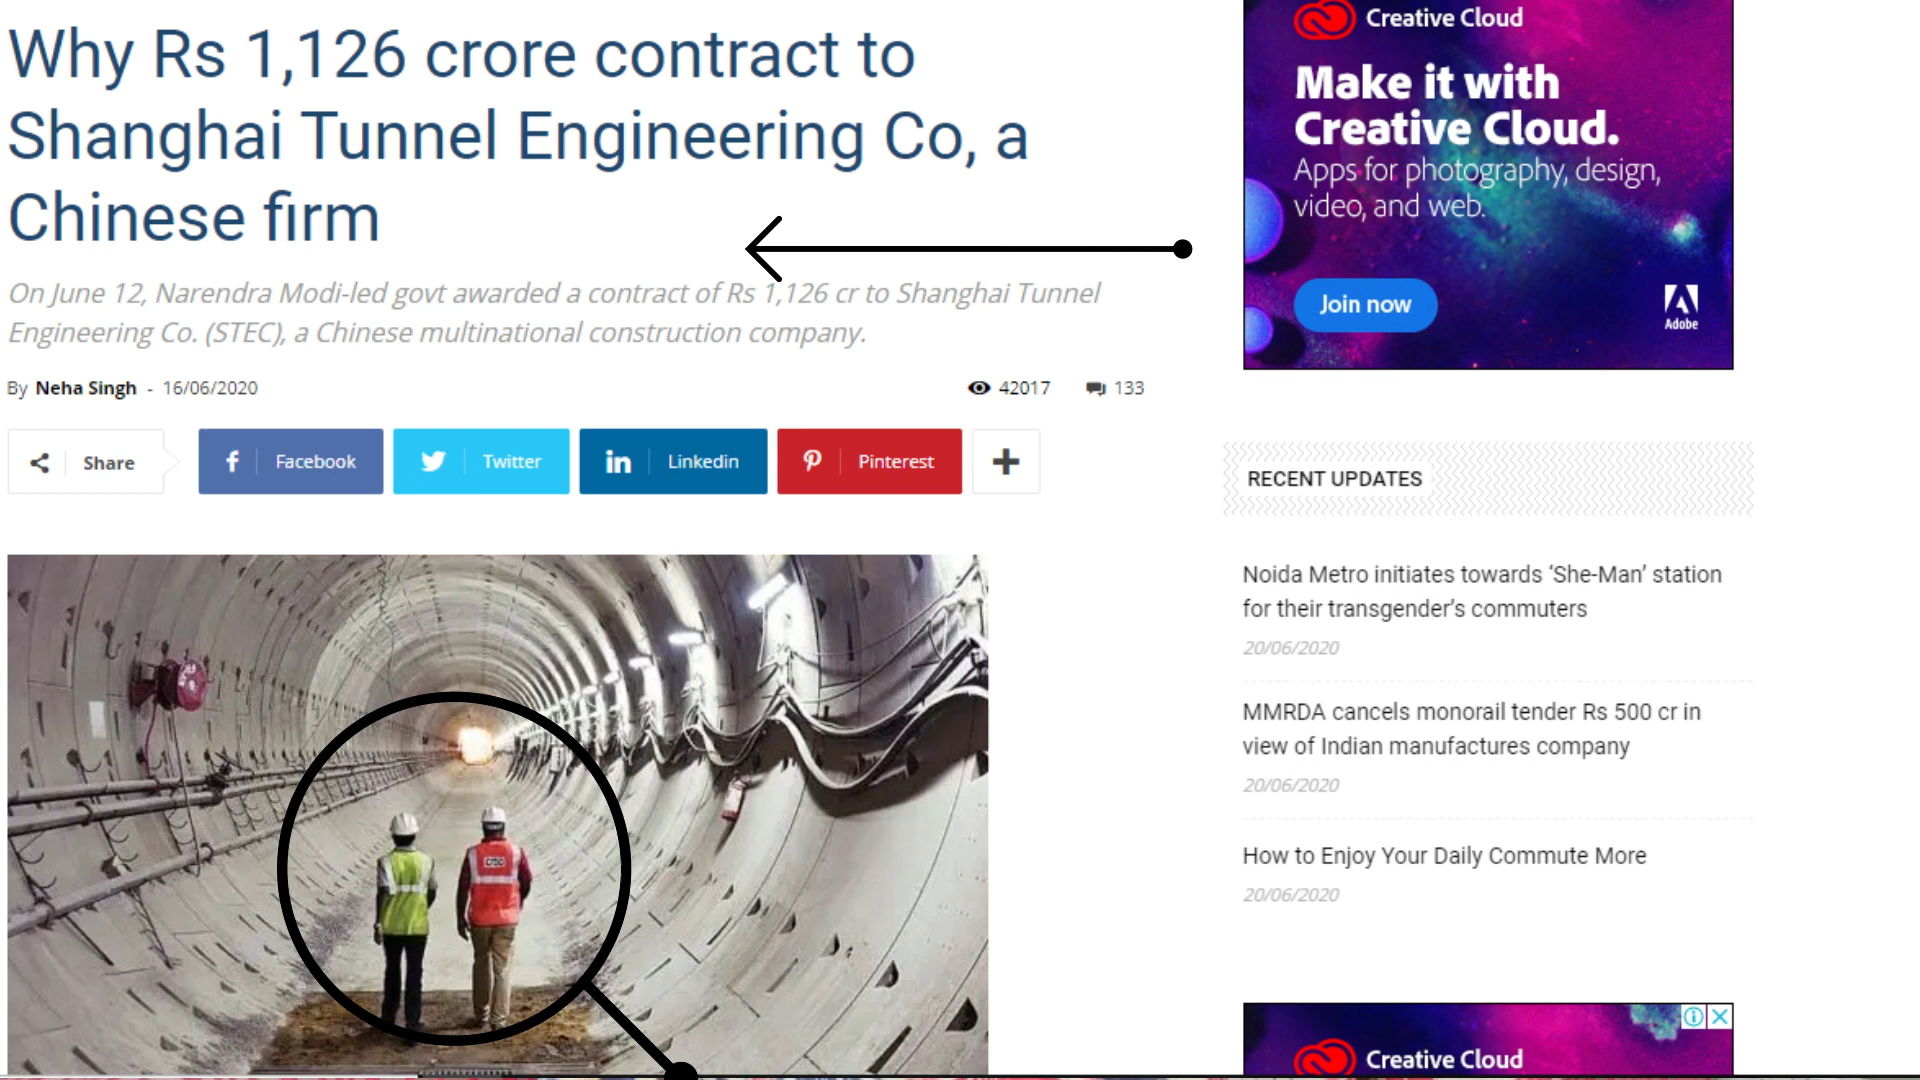 Why Rs 1,126 crore contract to
Shanghai Tunnel Engineering Co, a
Chinese firm
On June 12, Narendra Modi-led govt awarded a contract of Rs 1,126 cr to Shanghai Tunnel
Engineering Co. (STEC), a Chinese multinational construction company.
By Neha Singh - 16/06/2020
42017
133
Share
Facebook
Twitter
Linkedin
Pinterest
Creative Cloud
Make it with
Creative Cloud.
Apps for photography, design,
video, and web.
Join now
Adobe
RECENT UPDATES
Noida Metro initiates towards ‘She-Man’ station
for their transgender’s commuters
20/06/2020
MMRDA cancels monorail tender Rs 500 cr in
view of Indian manufactures company
20/06/2020
How to Enjoy Your Daily Commute More
20/06/2020
Creative Cloud